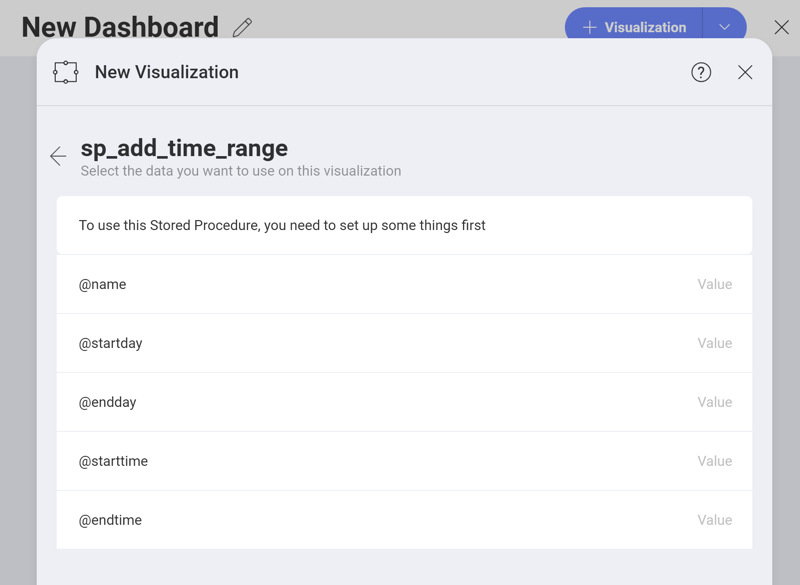 New Dashboard
Visualization
New Visualization
sp_add_time_range
Select the data you want to use on this visualization
To use this Stored Procedure, you need to set up some things first
@name Value
@startday Value
@endday Value
@starttime Value
@endtime Value